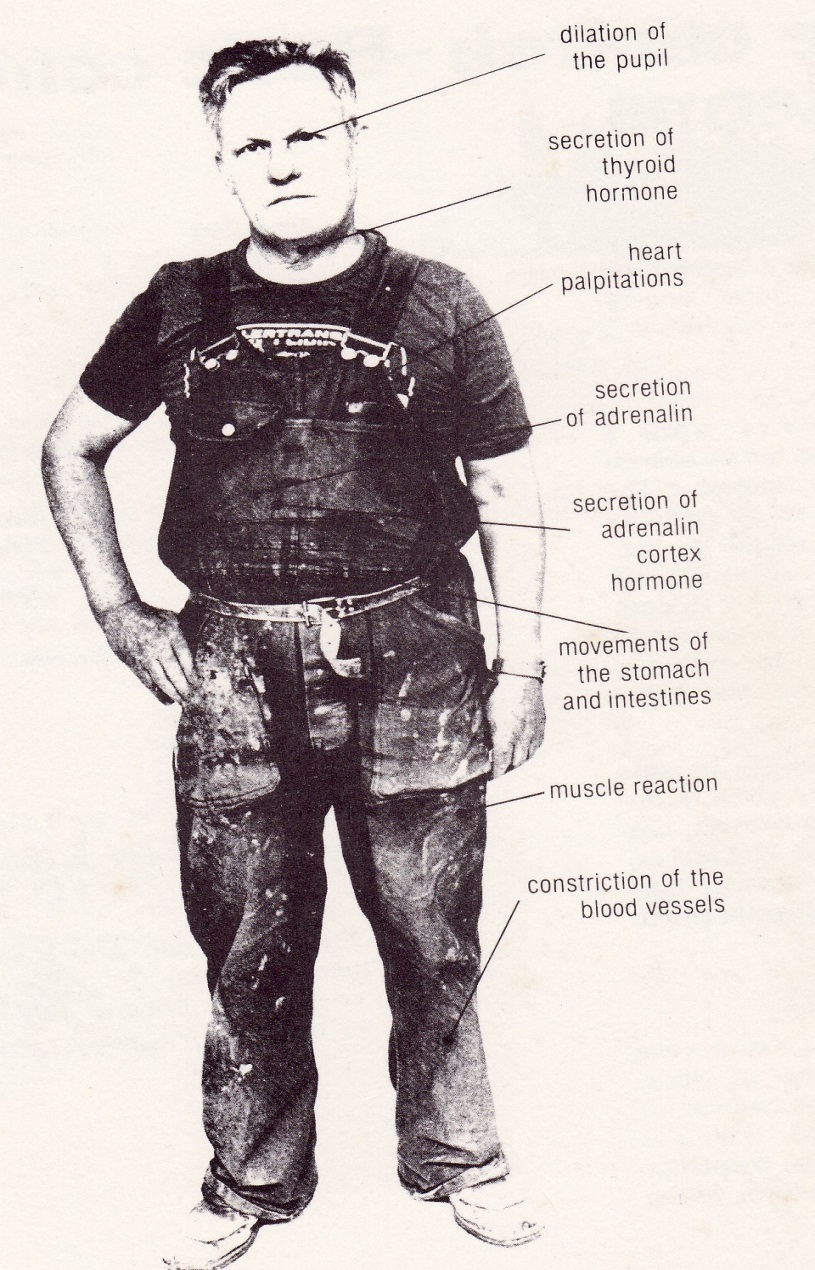 dilation of
the pupil
secretion of
thyroid
hormone
heart
palpitations
LERTRANS
secretion
of adrenalin
secretion of
adrenalin
cortex
hormone
movements of
the stomach
and intestines
muscle reaction
constriction of the
blood vessels